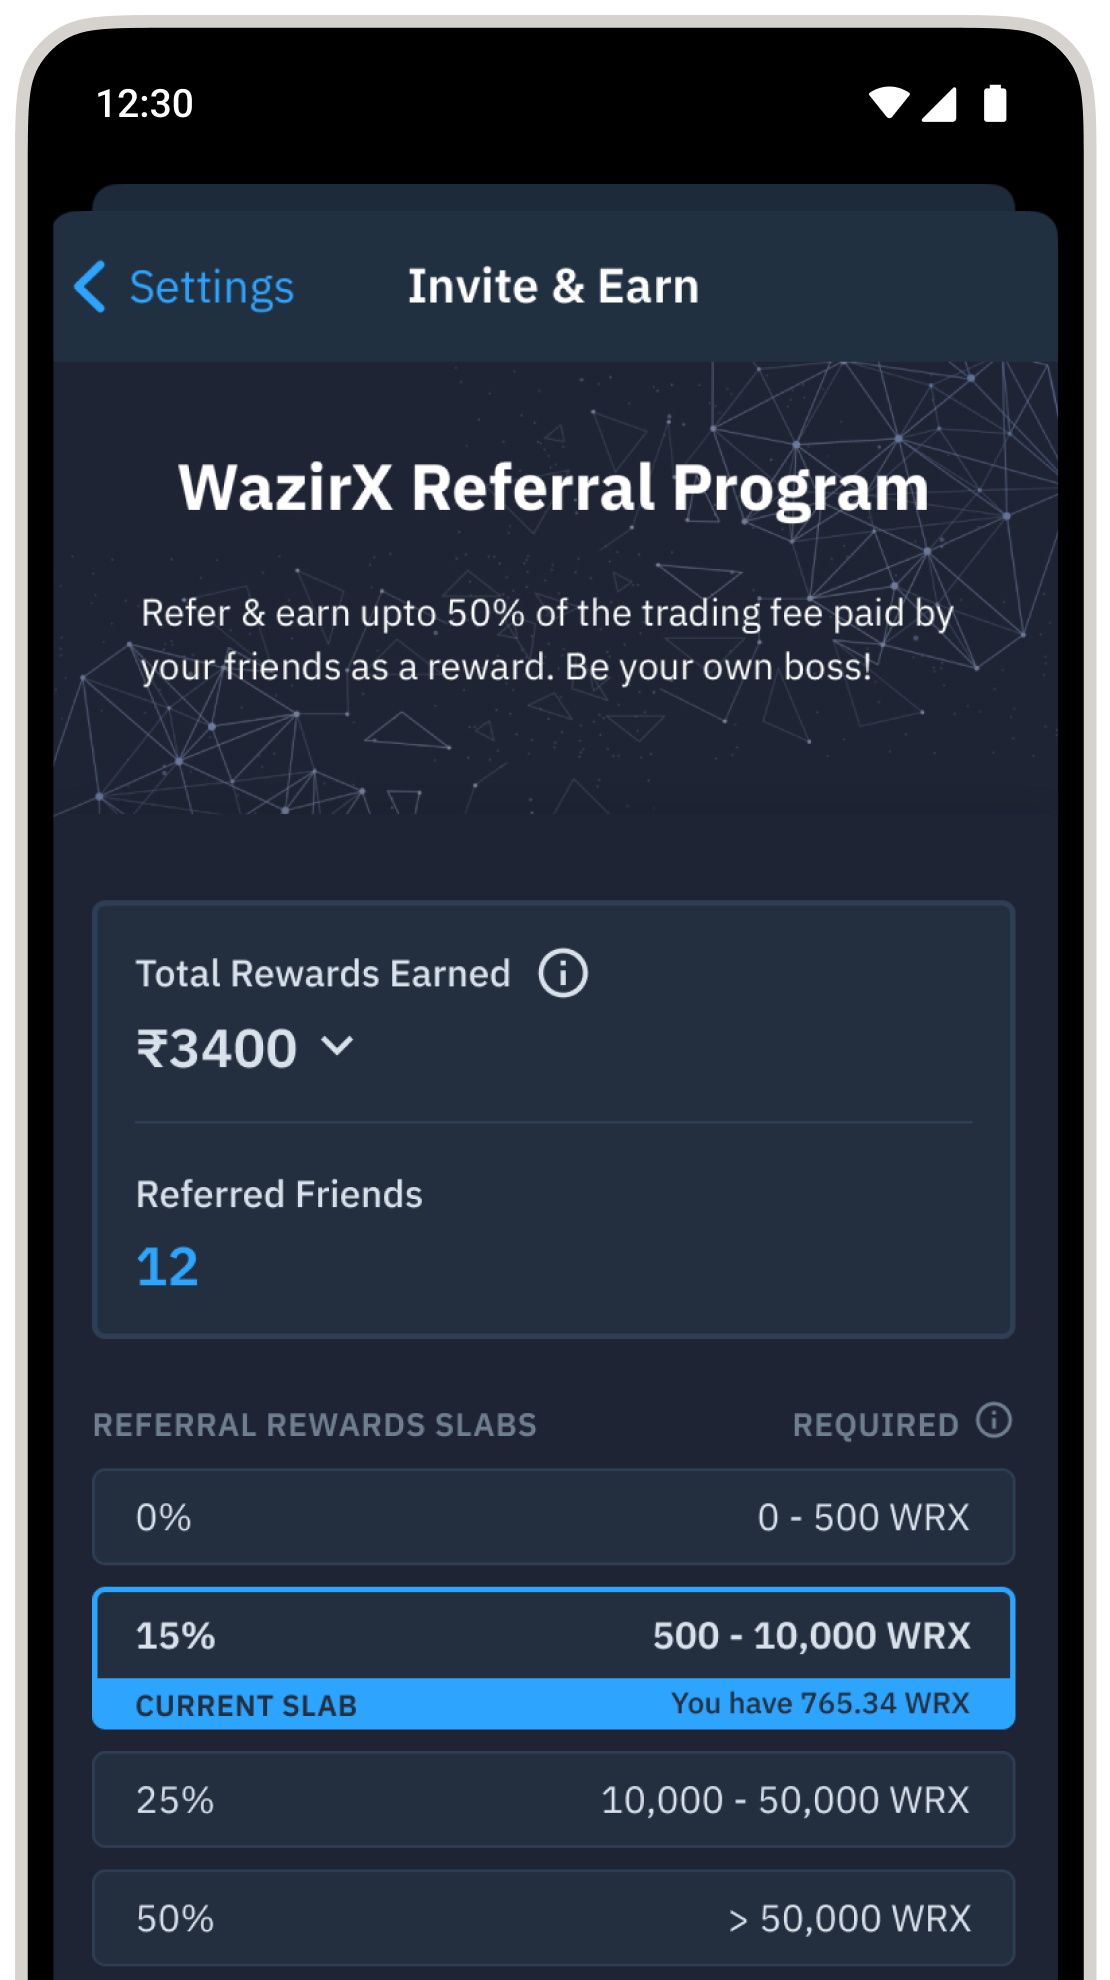 12:30
Settings
Invite & Earn
WazirX Referral Program
Refer & earn upto 50% of the trading fee paid by
your friends as a reward. Be your own boss!
Total Rewards Earned
₹3400
Referred Friends
12
REFERRAL REWARDS SLABS
REQUIRED
0%
0 - 500 WRX
15%
500 - 10,000 WRX
CURRENT SLAB
You have 765.34 WRX
25%
10,000 - 50,000 WRX
50%
> 50,000 WRX